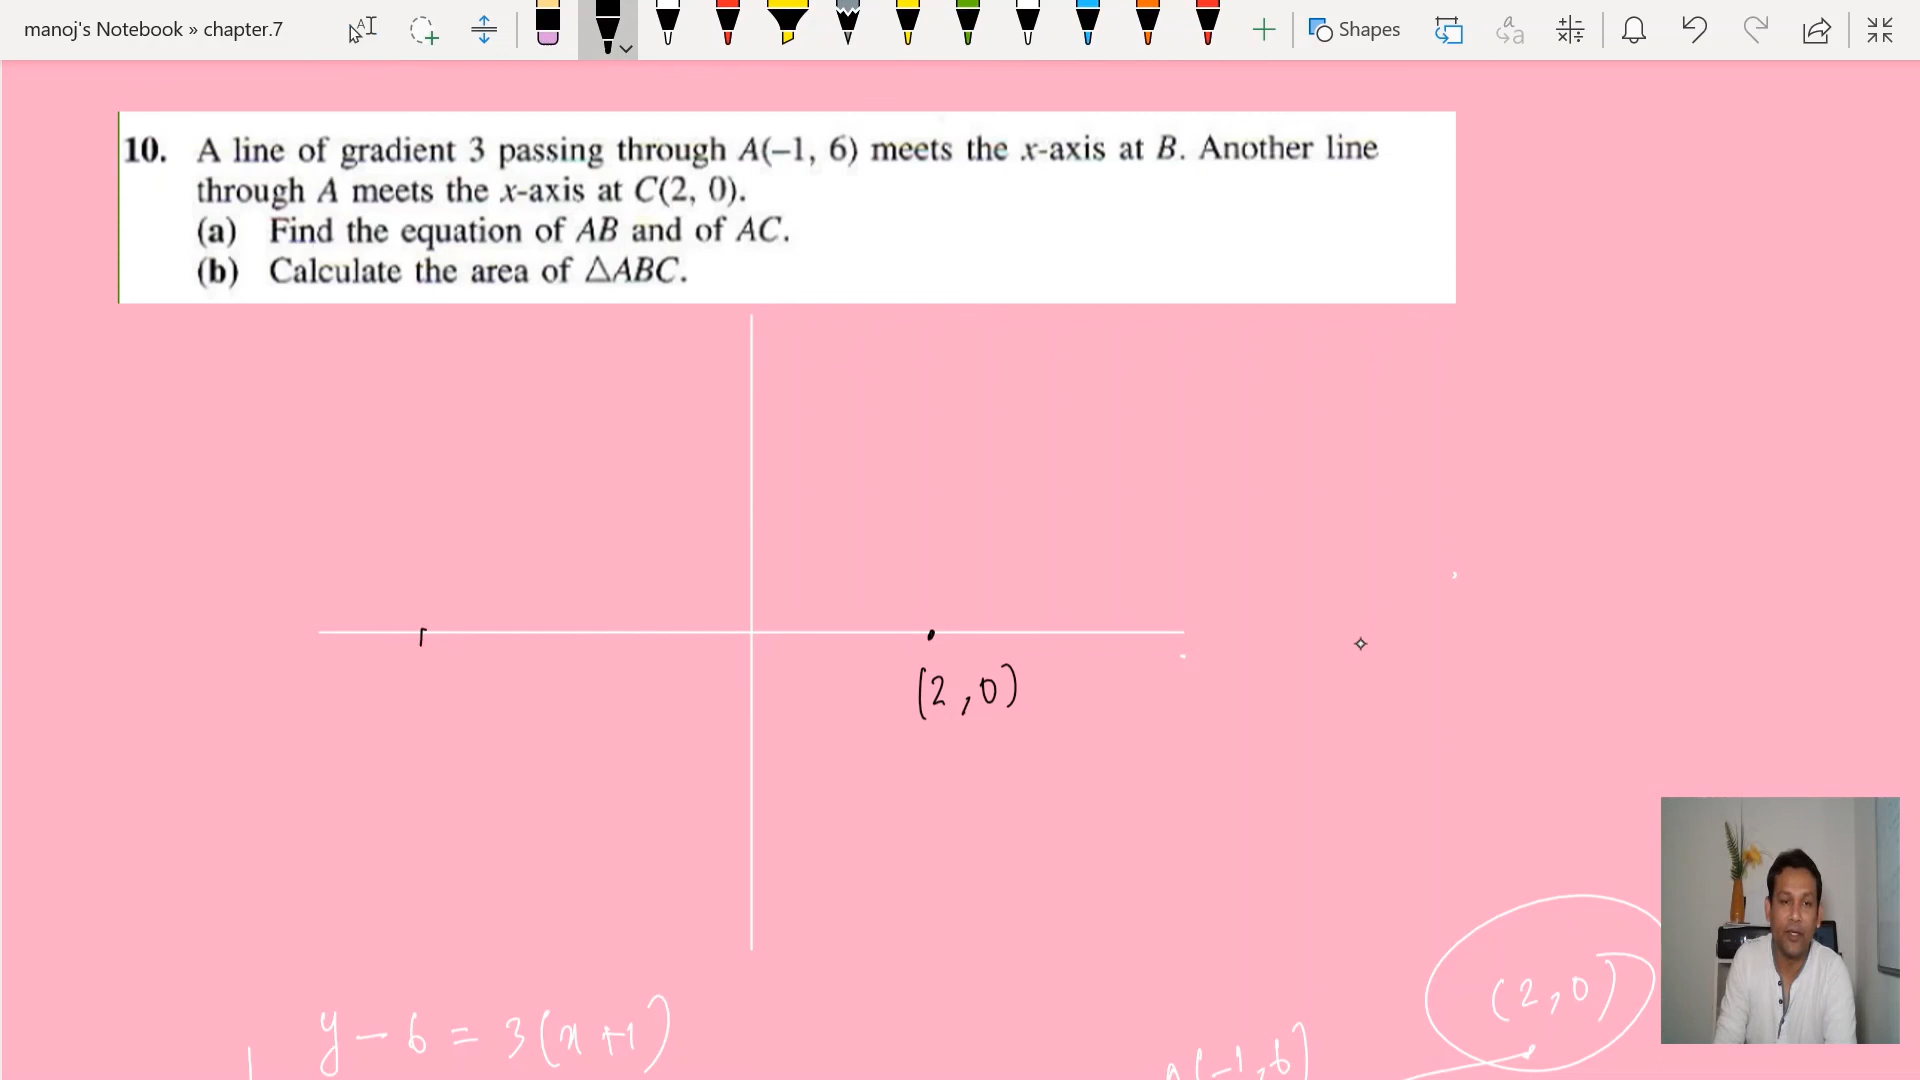 manoj's Notebook » chapter.7
Shapes
10. A line of gradient 3 passing through A(–1, 6) meets the x-axis at B. Another line
through A meets the x-axis at C(2, 0).
(a) Find the equation of AB and of AC.
(b) Calculate the area of △ABC.
(2,0)
(2,0)
y - 6 = 3(x+1)
(-1,6)